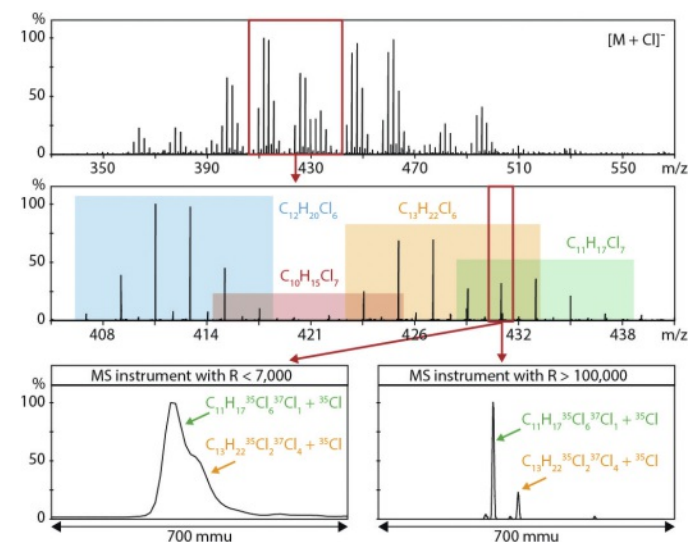 %
100
50
0
[M + Cl]⁻
350 390 430 470 510 550 m/z
%
100
50
0
C₁₂H₂₀Cl₆
C₁₃H₂₂Cl₆
C₁₁H₁₇Cl₇
C₁₀H₁₅Cl₇
408 414 421 426 432 438 m/z
MS instrument with R < 7,000
%
100
50
0
C₁₁H₁₇³⁵Cl₆³⁷Cl₁ + ³⁵Cl
C₁₃H₂₂³⁵Cl₂³⁷Cl₄ + ³⁵Cl
700 mmu
MS instrument with R > 100,000
C₁₁H₁₇³⁵Cl₆³⁷Cl₁ + ³⁵Cl
C₁₃H₂₂³⁵Cl₂³⁷Cl₄ + ³⁵Cl
700 mmu